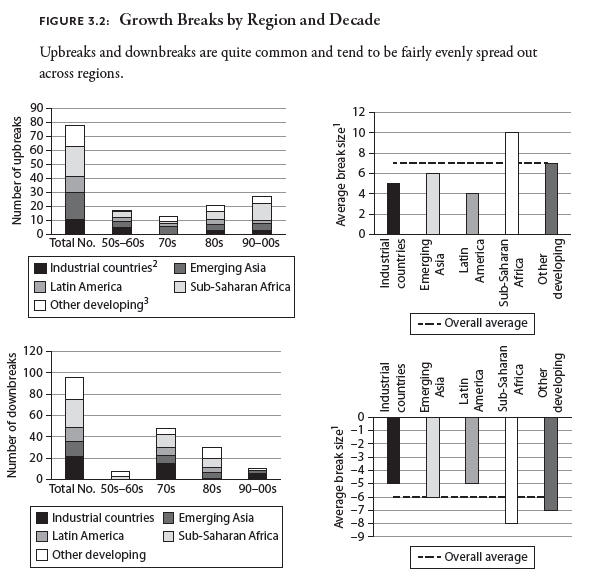 FIGURE 3.2: Growth Breaks by Region and Decade
Upbreaks and downbreaks are quite common and tend to be fairly evenly spread out
across regions.
Number of upbreaks
90
80
70
60
50
40
30
20
10
0
Total No. 50s–60s 70s 80s 90–00s
Industrial countries² Emerging Asia
Latin America Sub-Saharan Africa
Other developing³
Average break size¹
12
10
8
6
4
2
0
Industrial
countries
Emerging
Asia
Latin
America
Sub-Saharan
Africa
Other
developing
Overall average
Number of downbreaks
120
100
80
60
40
20
0
Total No. 50s–60s 70s 80s 90–00s
Industrial countries Emerging Asia
Latin America Sub-Saharan Africa
Other developing
Industrial
countries
Emerging
Asia
Latin
America
Sub-Saharan
Africa
Other
developing
Average break size¹
0
–1
–2
–3
–4
–5
–6
–7
–8
–9
Overall average